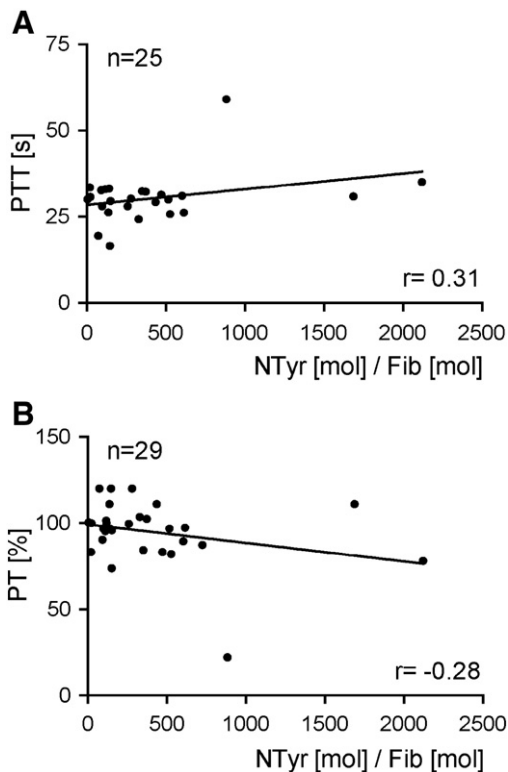 A
75
n=25
50
PTT [s]
25
r= 0.31
0
0 500 1000 1500 2000 2500
NTyr [mol] / Fib [mol]
B
150
n=29
100
PT [%]
50
r= -0.28
0
0 500 1000 1500 2000 2500
NTyr [mol] / Fib [mol]